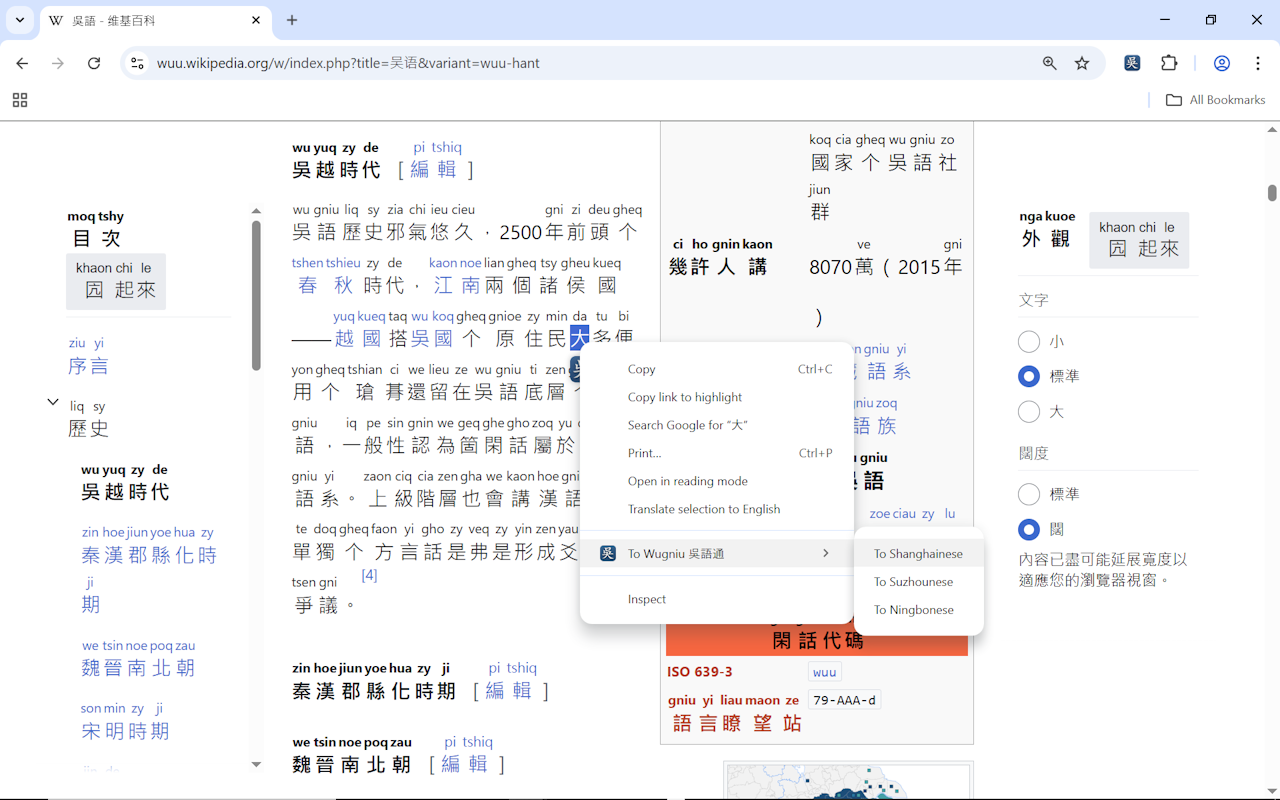 吳語 - 维基百科
wuu.wikipedia.org/w/index.php?title=吴语&variant=wuu-hant
All Bookmarks
moq tshy
目次
khaon chi le
囥起來
ziu yi
序言
liq sy
歷史
wu yuq zy de
吳越時代
zin hoe jiun yoe hua zy
秦漢郡縣化時
ji
期
we tsin noe poq zau
魏晉南北朝
son min zy ji
宋明時期
wu yuq zy de pi tshiq
吳越時代 [編輯]
wu gniu liq sy zia chi ieu cieu gni zi deu gheq
吳語歷史邪氣悠久，2500年前頭个
tshen tshieu zy de kaon noe lian gheq tsy gheu kueq
春秋時代，江南兩個諸侯國
yuq kueq taq wu koq gheq gnioe zy min da tu bi
——越國搭吳國个原住民大多便
yon gheq tshian ci we lieu ze wu gniu ti zen g
用个瑲朞還留在吳語底層
gniu iq pe sin gnin we geq ghe gho zoq yu
語，一般性認為箇閑話屬於
gniu yi zaon ciq cia zen gha we kaon hoe gni
語系。上級階層也會講漢語
te doq gheq faon yi gho zy veq zy yin zen yau
單獨个方言話是弗是形成爻
tsen gni [4]
爭議。
zin hoe jiun yoe hua zy ji pi tshiq
秦漢郡縣化時期 [編輯]
we tsin noe poq zau pi tshiq
魏晉南北朝 [編輯]
koq cia gheq wu gniu zo
國家个吳語社
jiun
群
ci ho gnin kaon ve gni
幾許人講 8070萬(2015年
)
gniu yi
語系
gniu zoq
語族
u gniu
吳語
zoe ciau zy lu
閑話代碼
ISO 639-3 wuu
gniu yi liau maon ze 79-AAA-d
語言瞭望站
Copy Ctrl+C
Copy link to highlight
Search Google for “大”
Print... Ctrl+P
Open in reading mode
Translate selection to English
吳 To Wugniu 吳語通
Inspect
To Shanghainese
To Suzhounese
To Ningbonese
nga kuoe
外觀
khaon chi le
囥起來
文字
小
標準
大
闊度
標準
闊
內容已盡可能延展寬度以
適應您的瀏覽器視窗。